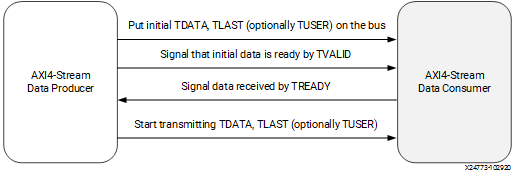 Put initial TDATA, TLAST (optionally TUSER) on the bus
Signal that initial data is ready by TVALID
AXI4-Stream
Data Producer
AXI4-Stream
Data Consumer
Signal data received by TREADY
Start transmitting TDATA, TLAST (optionally TUSER)
X24773-102920